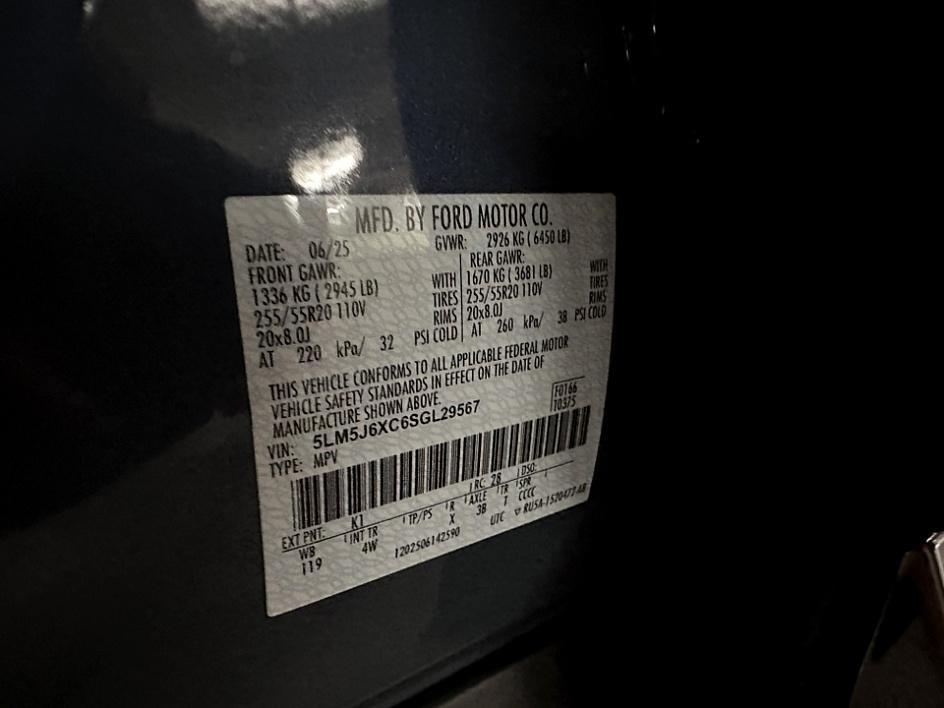 MFD. BY FORD MOTOR CO.
DATE: 06/25 GVWR: 2926 KG ( 6450 LB)
FRONT GAWR: REAR GAWR:
1336 KG ( 2945 LB) WITH 1670 KG ( 3681 LB) WITH
255/55R20 110V TIRES 255/55R20 110V TIRES
20x8.0J RIMS 20x8.0J RIMS
AT 220 kPa/ 32 PSI COLD AT 260 kPa/ 38 PSI COLD
THIS VEHICLE CONFORMS TO ALL APPLICABLE FEDERAL MOTOR
VEHICLE SAFETY STANDARDS IN EFFECT ON THE DATE OF
MANUFACTURE SHOWN ABOVE.
VIN: 5LM5J6XC6SGL29567
TYPE: MPV
F0166
T0375
EXT PNT: K1 RC: 28 DSO:
WB INT TR TP/PS R AXLE TR SPR
119 4W X 3B T CCCC
1202506142590 UTC